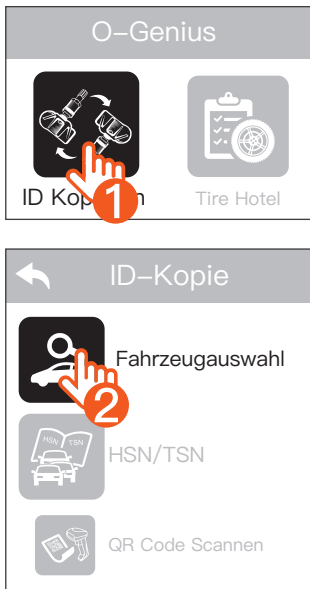 O-Genius
ID
1
Tire Hotel
ID-Kopie
Fahrzeugauswahl
2
HSN TSN
HSN/TSN
QR Code Scannen